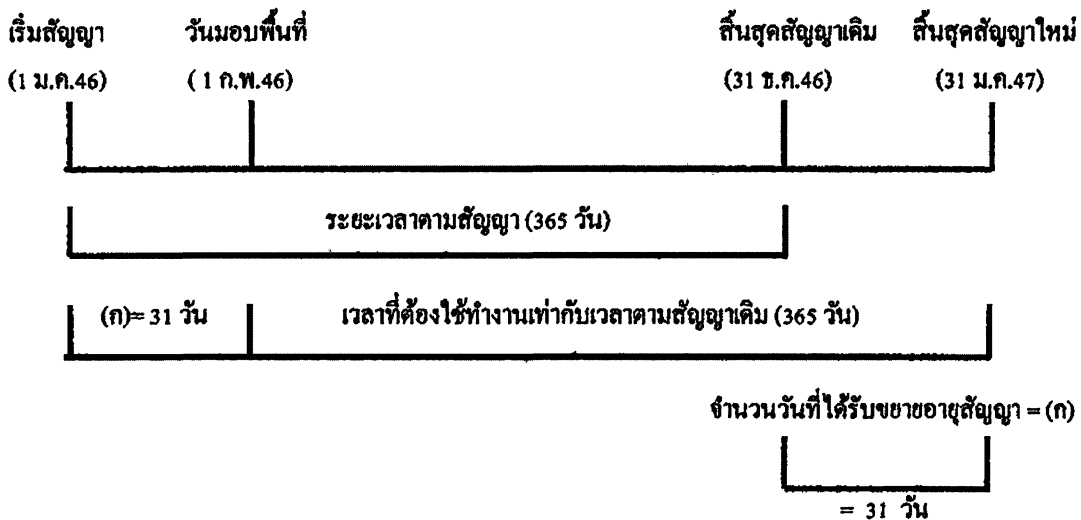 เริ่มสัญญา วันมอบพื้นที่ สิ้นสุดสัญญาเดิม สิ้นสุดสัญญาใหม่
(1 ม.ค.46) ( 1 ก.พ.46) (31 ธ.ค.46) (31 ม.ค.47)
ระยะเวลาตามสัญญา (365 วัน)
(ก)= 31 วัน เวลาที่ต้องใช้ทำงานเท่ากับเวลาตามสัญญาเดิม (365 วัน)
จำนวนวันที่ได้รับขยายอายุสัญญา = (ก)
= 31 วัน